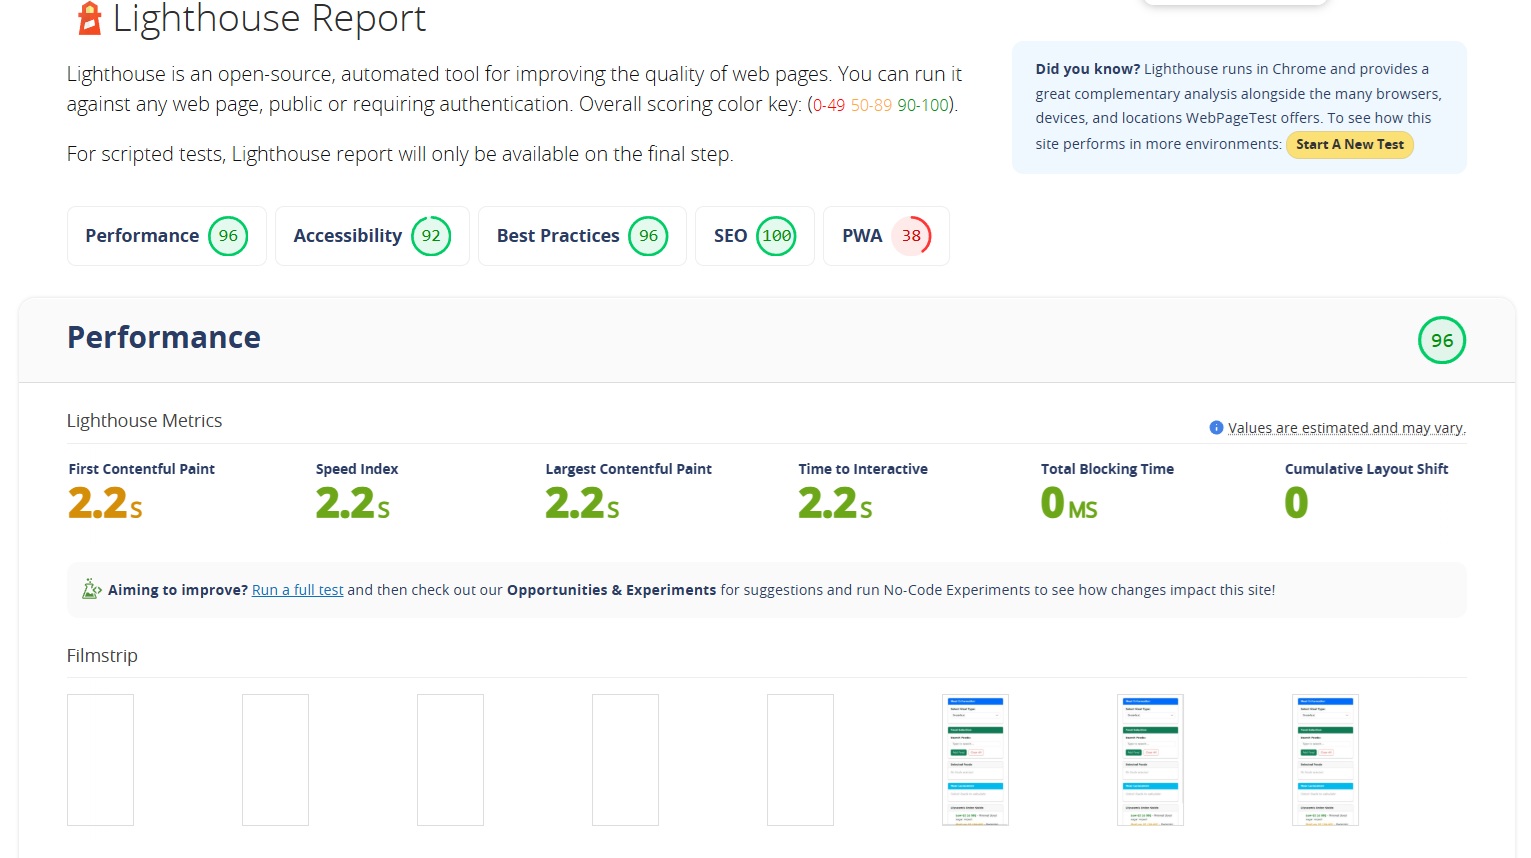 Lighthouse Report
Lighthouse is an open-source, automated tool for improving the quality of web pages. You can run it
against any web page, public or requiring authentication. Overall scoring color key: (0-49 50-89 90-100).
For scripted tests, Lighthouse report will only be available on the final step.
Did you know? Lighthouse runs in Chrome and provides a
great complementary analysis alongside the many browsers,
devices, and locations WebPageTest offers. To see how this
site performs in more environments: Start A New Test
Performance 96 Accessibility 92 Best Practices 96 SEO 100 PWA 38
Performance 96
Lighthouse Metrics
Values are estimated and may vary.
First Contentful Paint
2.2 S
Speed Index
2.2 S
Largest Contentful Paint
2.2 S
Time to Interactive
2.2 S
Total Blocking Time
0 MS
Cumulative Layout Shift
0
Aiming to improve? Run a full test and then check out our Opportunities & Experiments for suggestions and run No-Code Experiments to see how changes impact this site!
Filmstrip